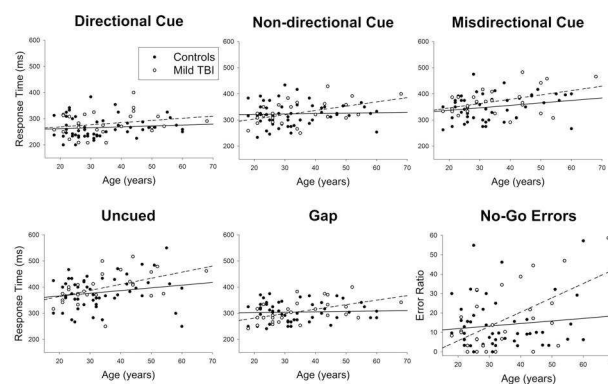 Directional Cue
Non-directional Cue
Misdirectional Cue
Controls
Mild TBI
Response Time (ms)
600
500
400
300
200
20 30 40 50 60 70
Age (years)
600
500
400
300
200
20 30 40 50 60 70
Age (years)
600
500
400
300
200
20 30 40 50 60 70
Age (years)
Uncued
Gap
No-Go Errors
Response Time (ms)
600
500
400
300
200
20 30 40 50 60 70
Age (years)
600
500
400
300
200
20 30 40 50 60 70
Age (years)
Error Ratio
60
50
40
30
20
10
0
20 30 40 50 60
Age (years)